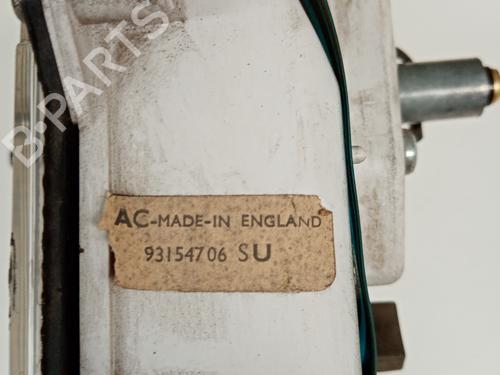 B-PARTS
AC-MADE-IN ENGLAND
93154706 SU